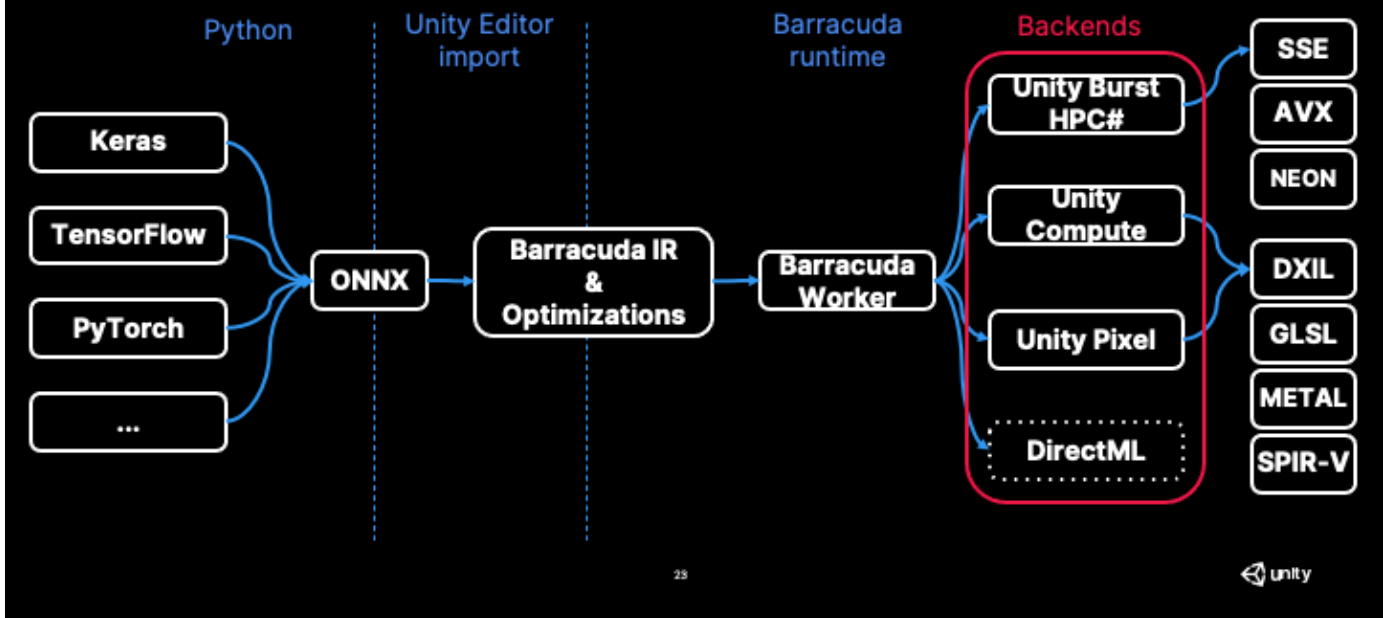 Python
Unity Editor
import
Barracuda
runtime
Backends
Keras
TensorFlow
PyTorch
...
ONNX
Barracuda IR
&
Optimizations
Barracuda
Worker
Unity Burst
HPC#
Unity
Compute
Unity Pixel
DirectML
SSE
AVX
NEON
DXIL
GLSL
METAL
SPIR-V
23
unity